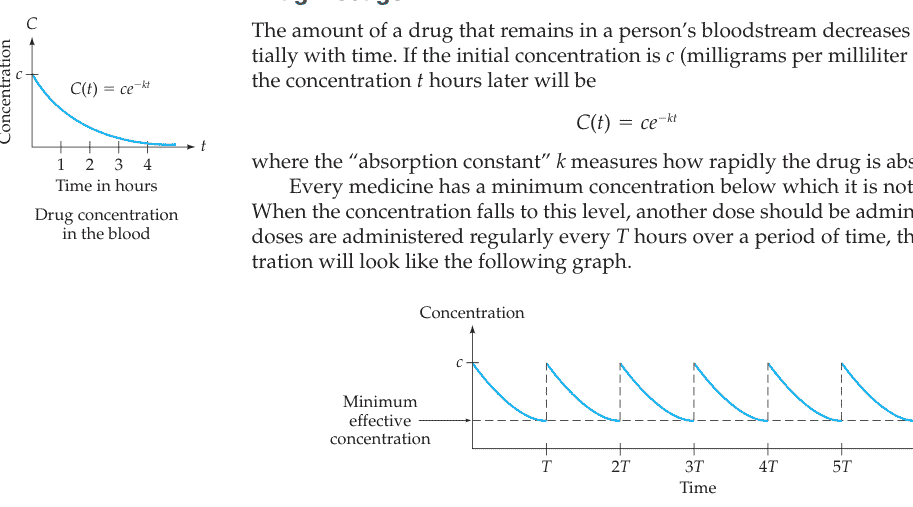 C
Concentration
c
C(t) = ce⁻ᵏᵗ
t
1 2 3 4
Time in hours
Drug concentration
in the blood
The amount of a drug that remains in a person’s bloodstream decreases
tially with time. If the initial concentration is c (milligrams per milliliter
the concentration t hours later will be
C(t) = ce⁻ᵏᵗ
where the “absorption constant” k measures how rapidly the drug is abs
Every medicine has a minimum concentration below which it is not
When the concentration falls to this level, another dose should be admin
doses are administered regularly every T hours over a period of time, th
tration will look like the following graph.
Concentration
c
Minimum
effective
concentration
T 2T 3T 4T 5T
Time